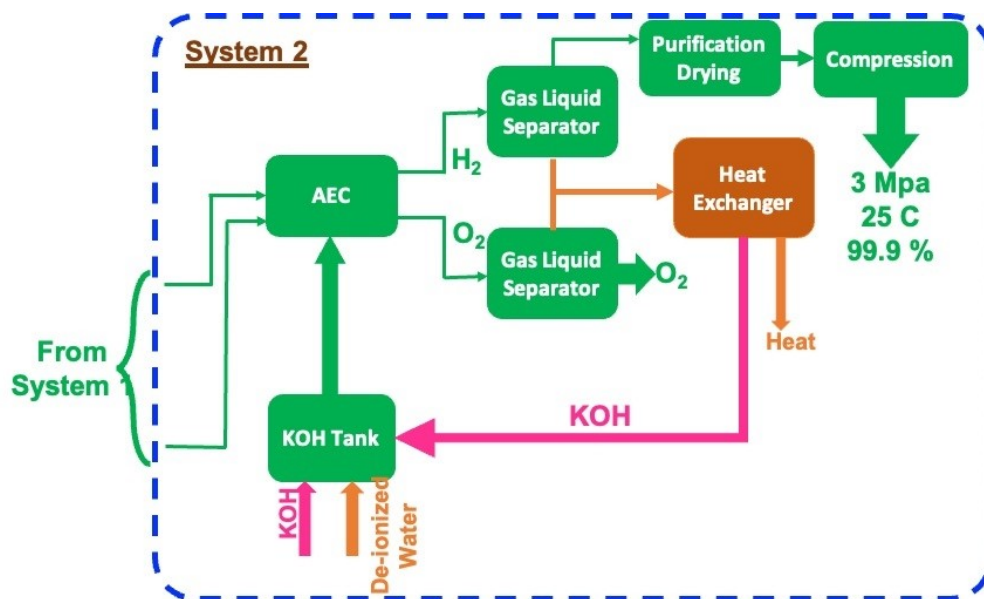 System 2
Purification
Drying
Compression
Gas Liquid
Separator
H2
AEC
Heat
Exchanger
3 Mpa
25 C
99.9 %
O2
Gas Liquid
Separator
O2
Heat
From
System 1
KOH
KOH Tank
KOH
De-ionized
Water